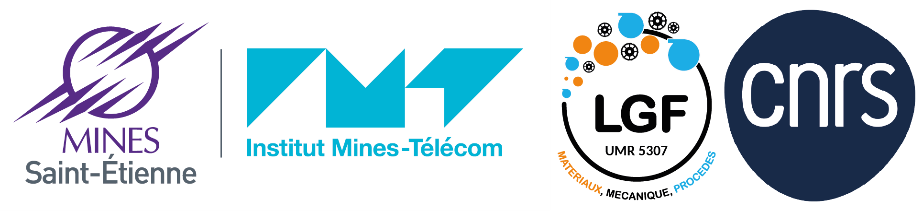 MINES
Saint-Étienne
Institut Mines-Télécom
LGF
UMR 5307
MATERIAUX, MECANIQUE, PROCEDES
cnrs